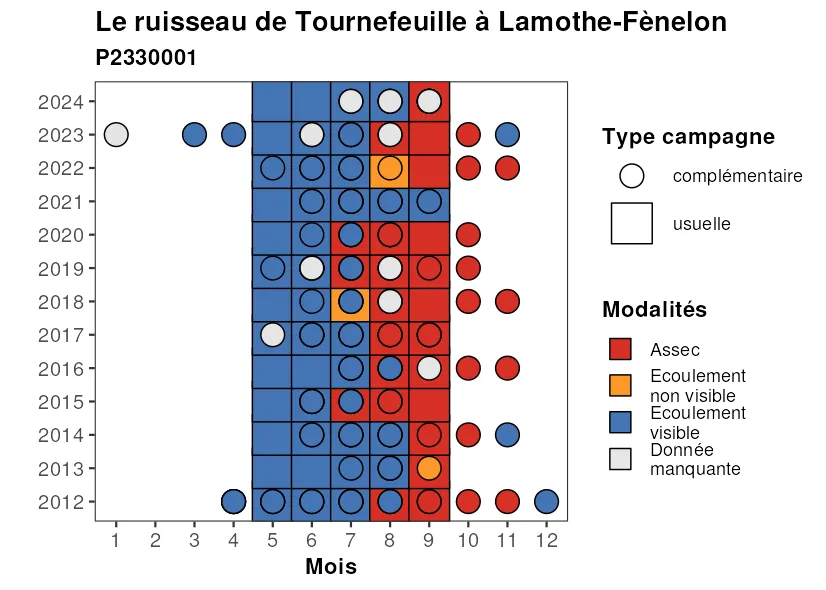 Le ruisseau de Tournefeuille à Lamothe-Fènelon
P2330001
2024
2023
2022
2021
2020
2019
2018
2017
2016
2015
2014
2013
2012
1 2 3 4 5 6 7 8 9 10 11 12
Mois
Type campagne
complémentaire
usuelle
Modalités
Assec
Ecoulement
non visible
Ecoulement
visible
Donnée
manquante